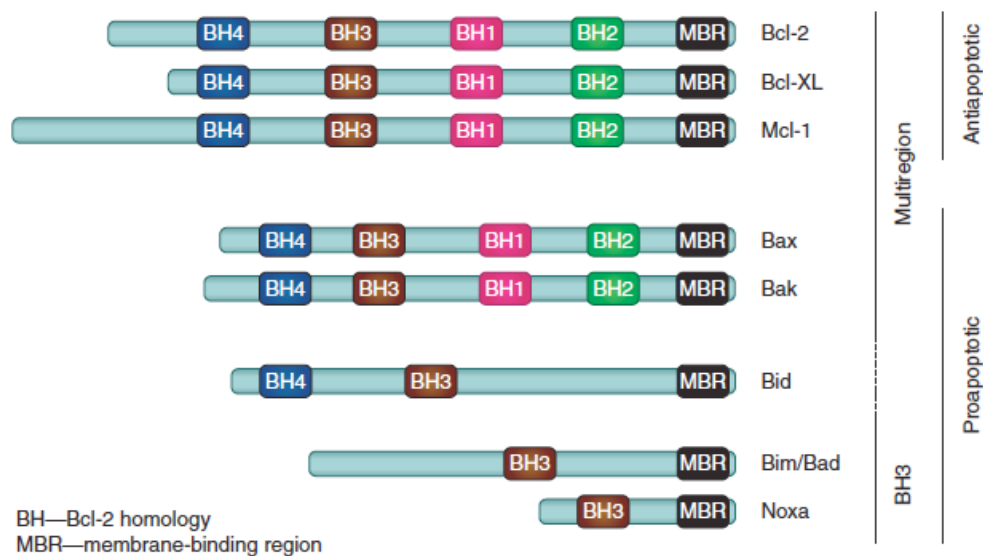 BH4 BH3 BH1 BH2 MBR Bcl-2
BH4 BH3 BH1 BH2 MBR Bcl-XL
BH4 BH3 BH1 BH2 MBR Mcl-1
BH4 BH3 BH1 BH2 MBR Bax
BH4 BH3 BH1 BH2 MBR Bak
BH4 BH3 MBR Bid
BH3 MBR Bim/Bad
BH3 MBR Noxa
Multiregion
BH3
Antiapoptotic
Proapoptotic
BH—Bcl-2 homology
MBR—membrane-binding region